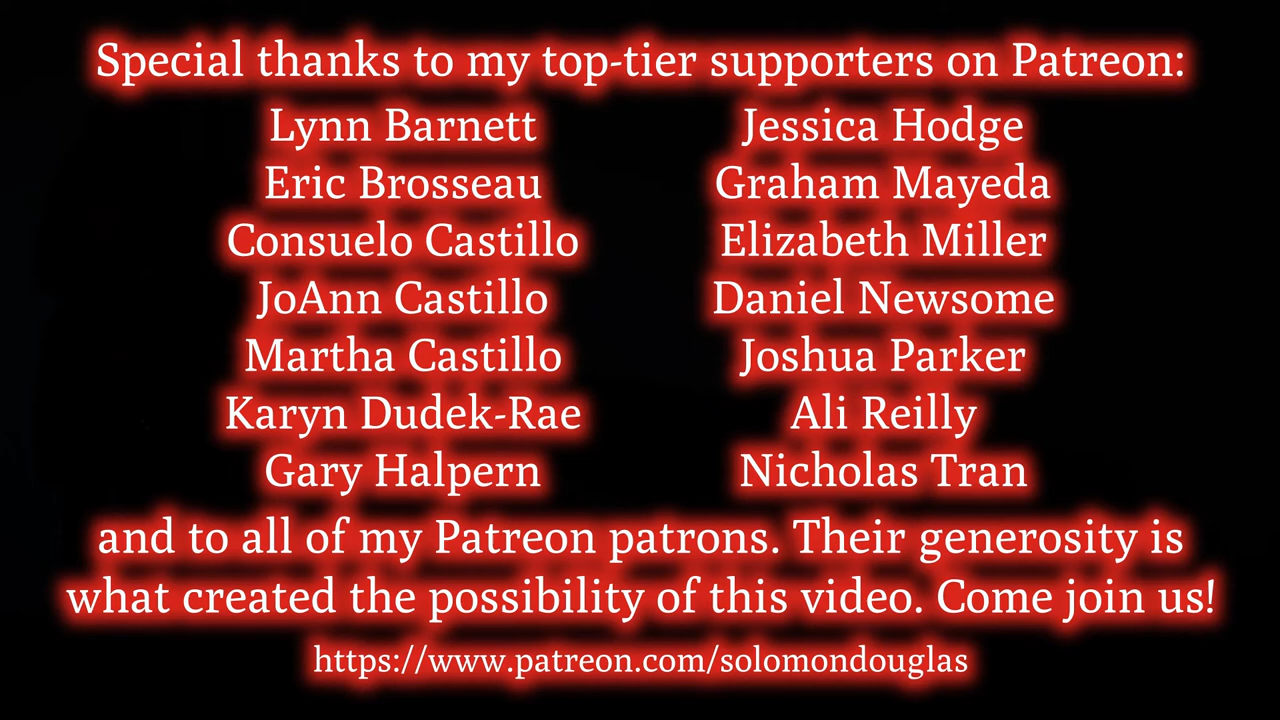 Special thanks to my top-tier supporters on Patreon:
Lynn Barnett
Eric Brosseau
Consuelo Castillo
JoAnn Castillo
Martha Castillo
Karyn Dudek-Rae
Gary Halpern
Jessica Hodge
Graham Mayeda
Elizabeth Miller
Daniel Newsome
Joshua Parker
Ali Reilly
Nicholas Tran
and to all of my Patreon patrons. Their generosity is
what created the possibility of this video. Come join us!
https://www.patreon.com/solomondouglas